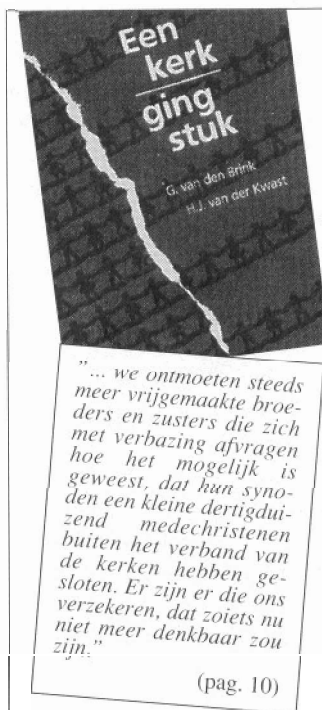 Een
kerk
ging
stuk
G. van den Brink
H.J. van der Kwast
"... we ontmoeten steeds
meer vrijgemaakte broe-
ders en zusters die zich
met verbazing afvragen
hoe het mogelijk is
geweest, dat hun syno-
den een kleine dertigdui-
zend medechristenen
buiten het verband van
de kerken hebben ge-
sloten. Er zijn er die ons
verzekeren, dat zoiets nu
niet meer denkbaar zou
zijn."
(pag. 10)